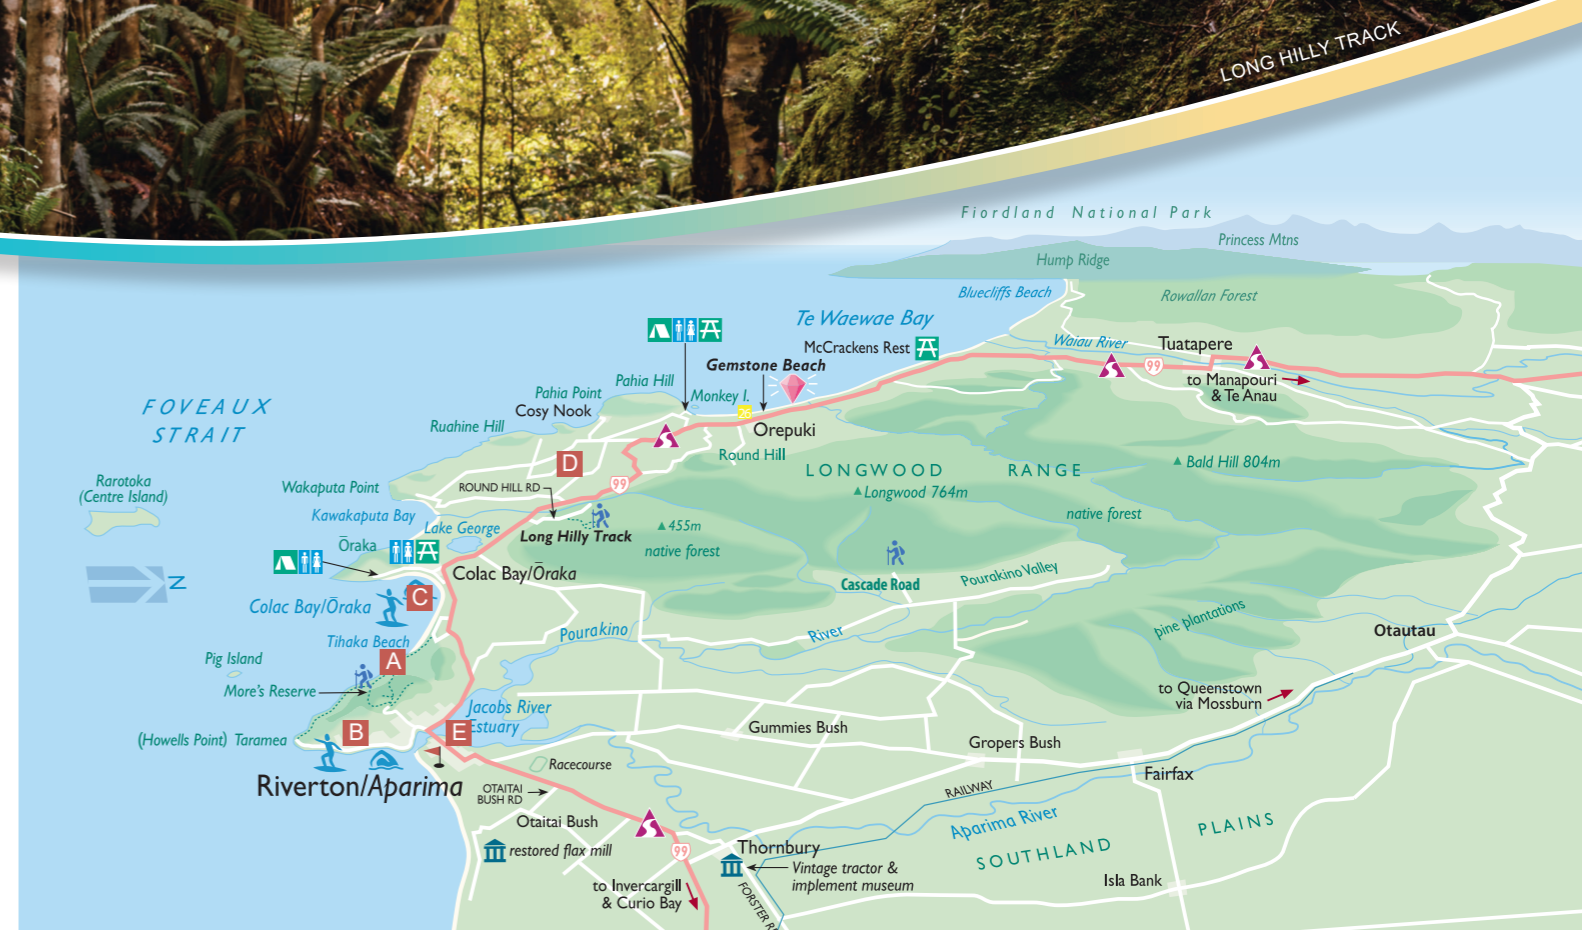 LONG HILLY TRACK
Fiordland National Park
Princess Mtns
Hump Ridge
Bluecliffs Beach
Rowallan Forest
Te Waewae Bay
McCrackens Rest
Waiau River
Tuatapere
99
to Manapouri
& Te Anau
Gemstone Beach
Pahia Hill
Monkey I.
Pahia Point
Cosy Nook
Orepuki
Ruahine Hill
Round Hill
FOVEAUX
STRAIT
D
LONGWOOD RANGE
Bald Hill 804m
Longwood 764m
Rarotoka
(Centre Island)
Wakaputa Point
ROUND HILL RD
99
Kawakaputa Bay
Lake George
Long Hilly Track
455m
native forest
native forest
Ōraka
Colac Bay/Ōraka
Cascade Road
Pourakino Valley
N
Colac Bay/Ōraka
C
Tihaka Beach
Pourakino
River
pine plantations
Otautau
Pig Island
A
More's Reserve
to Queenstown
via Mossburn
Jacobs River
Estuary
(Howells Point) Taramea
B
E
Gummies Bush
Gropers Bush
Riverton/Aparima
Racecourse
Fairfax
OTAITAI
BUSH RD
RAILWAY
Otaitai Bush
Aparima River
SOUTHLAND PLAINS
restored flax mill
99
Thornbury
Vintage tractor &
implement museum
Isla Bank
to Invercargill
& Curio Bay
FORSTER